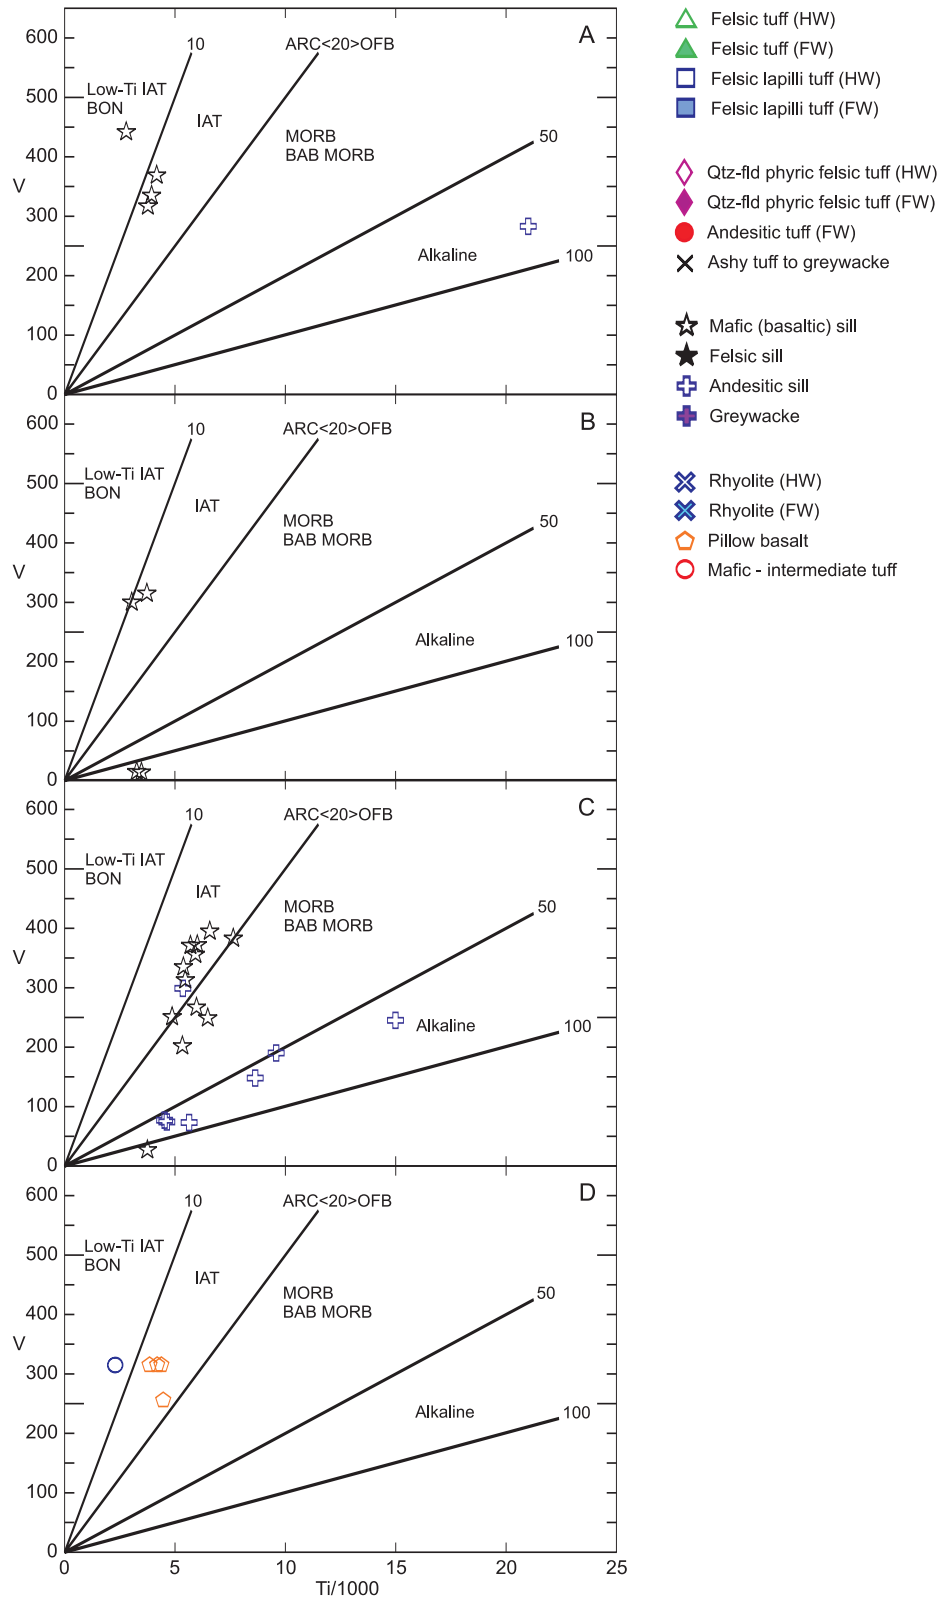 A
600
10
ARC<20>OFB
Low-Ti IAT
BON
500
IAT
MORB
BAB MORB
50
400
V
300
Alkaline
100
200
100
0
B
600
10
ARC<20>OFB
Low-Ti IAT
BON
500
IAT
MORB
BAB MORB
50
400
V
300
Alkaline
100
200
100
0
C
600
10
ARC<20>OFB
Low-Ti IAT
BON
500
IAT
MORB
BAB MORB
50
400
V
300
Alkaline
100
200
100
0
D
600
10
ARC<20>OFB
Low-Ti IAT
BON
500
IAT
MORB
BAB MORB
50
400
V
300
Alkaline
100
200
100
0
0 5 10 15 20 25
Ti/1000
Felsic tuff (HW)
Felsic tuff (FW)
Felsic lapilli tuff (HW)
Felsic lapilli tuff (FW)
Qtz-fld phyric felsic tuff (HW)
Qtz-fld phyric felsic tuff (FW)
Andesitic tuff (FW)
Ashy tuff to greywacke
Mafic (basaltic) sill
Felsic sill
Andesitic sill
Greywacke
Rhyolite (HW)
Rhyolite (FW)
Pillow basalt
Mafic - intermediate tuff